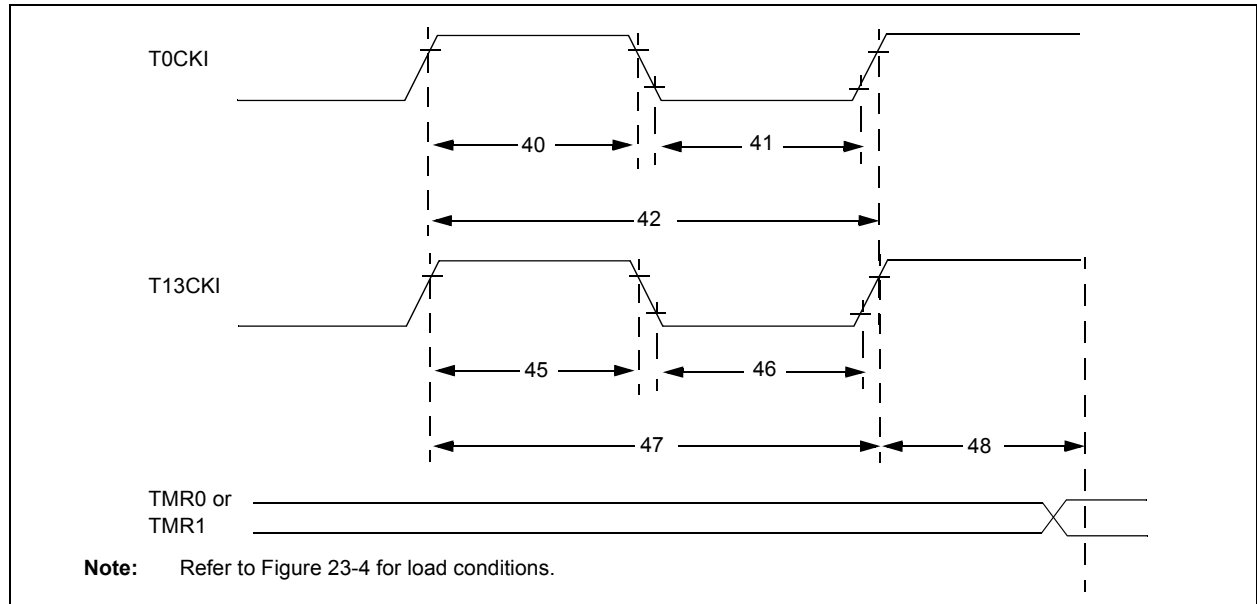 T0CKI
40
41
42
T13CKI
45
46
47
48
TMR0 or
TMR1
Note: Refer to Figure 23-4 for load conditions.